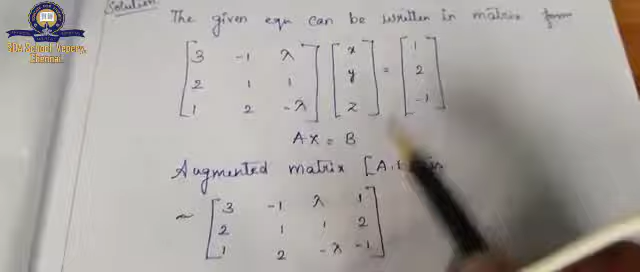 Solution
The given eqn can be written in matrix form
[3 -1 λ] [x] = [1]
[2 1 1] [y] [2]
[1 2 -λ] [z] [-1]
AX = B
Augmented matrix [A, is
~ [3 -1 λ 1]
[2 1 1 2]
[1 2 -λ -1]